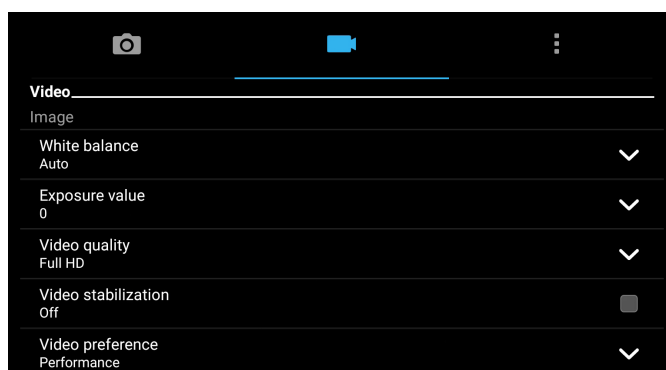 Video
Image
White balance
Auto
Exposure value
0
Video quality
Full HD
Video stabilization
Off
Video preference
Performance